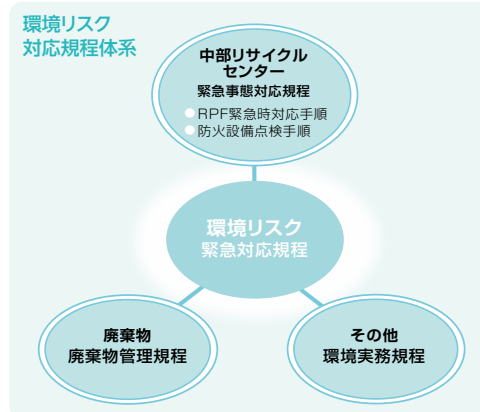 環境リスク
対応規程体系
中部リサイクル
センター
緊急事態対応規程
●RPF緊急時対応手順
●防火設備点検手順
環境リスク
緊急対応規程
廃棄物
廃棄物管理規程
その他
環境実務規程